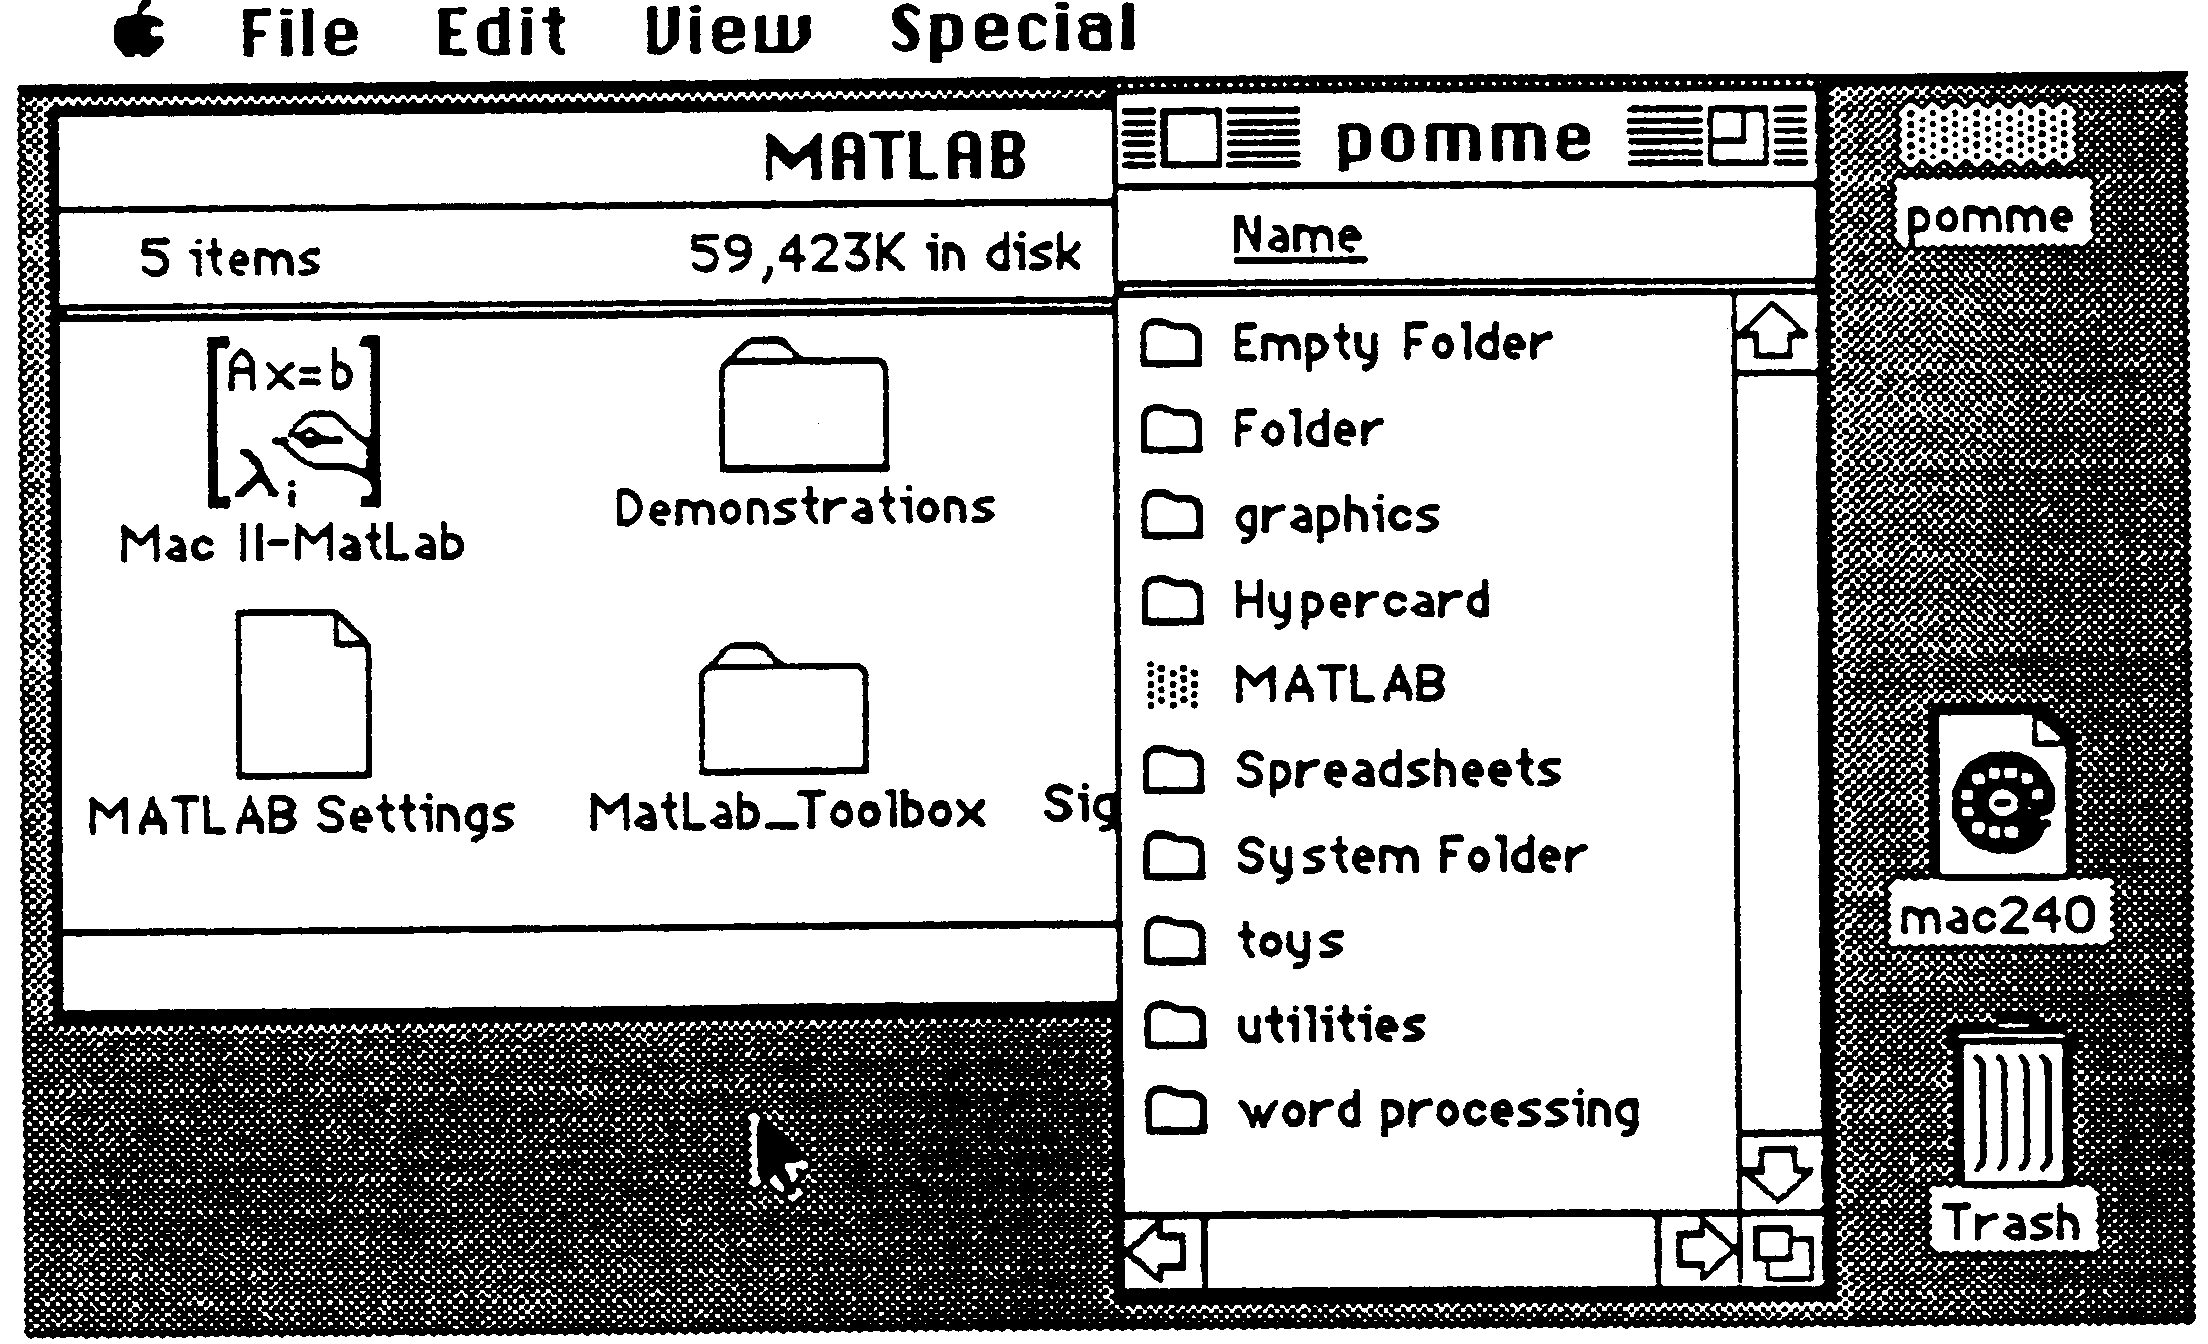 File Edit View Special
MATLAB
5 items 59,423K in disk
Ax=b
λi
Mac II-MatLab
Demonstrations
MATLAB Settings
MatLab_Toolbox
Sig
pomme
Name
Empty Folder
Folder
graphics
Hypercard
MATLAB
Spreadsheets
System Folder
toys
utilities
word processing
pomme
mac240
Trash